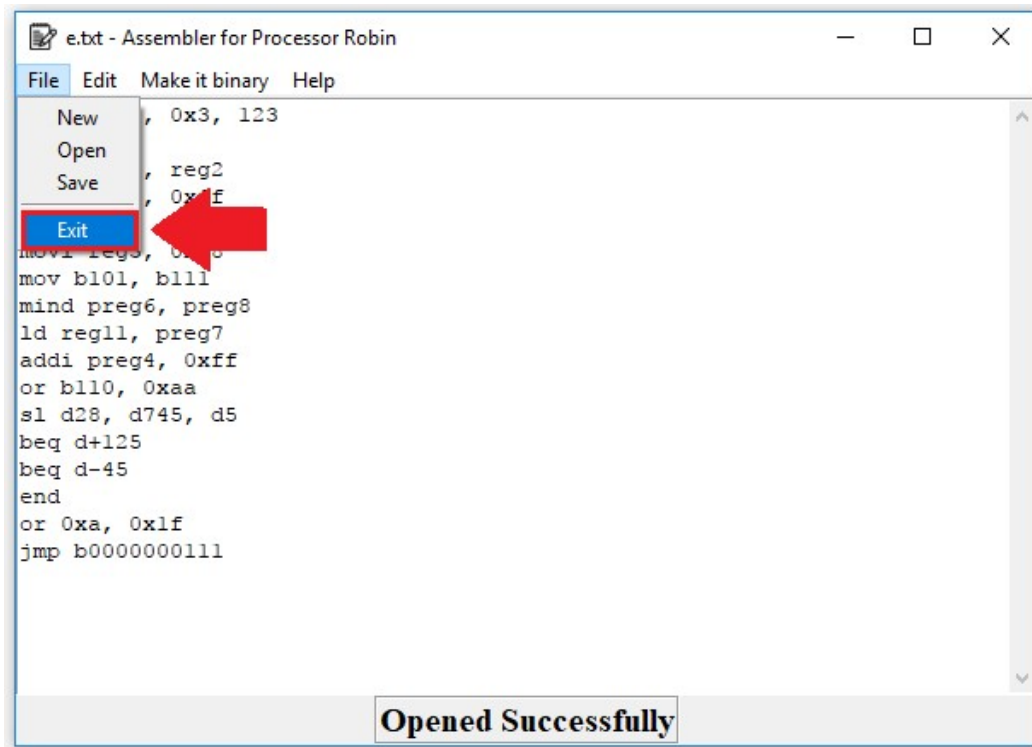 e.txt - Assembler for Processor Robin
File Edit Make it binary Help
New
Open
Save
Exit
, 0x3, 123
, reg2
mov b101, b111
mind preg6, preg8
ld reg11, preg7
addi preg4, 0xff
or b110, 0xaa
sl d28, d745, d5
beq d+125
beq d-45
end
or 0xa, 0x1f
jmp b0000000111
Opened Successfully